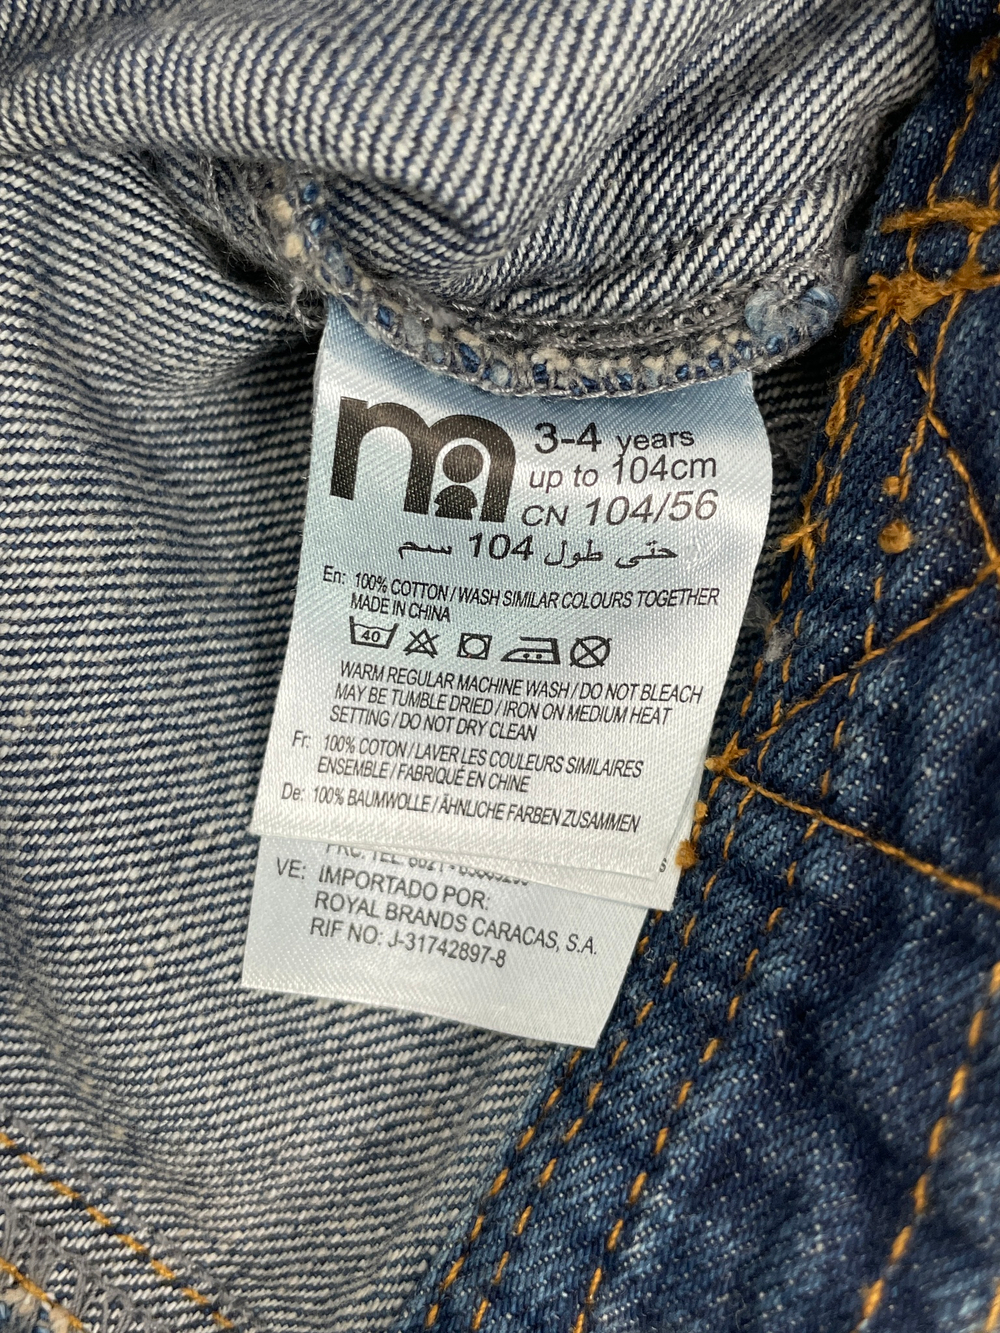 m
3-4 years
up to 104cm
CN 104/56
حتى طول 104 سم
En: 100% COTTON / WASH SIMILAR COLOURS TOGETHER
MADE IN CHINA
40
WARM REGULAR MACHINE WASH / DO NOT BLEACH
MAY BE TUMBLE DRIED / IRON ON MEDIUM HEAT
SETTING / DO NOT DRY CLEAN
Fr: 100% COTON / LAVER LES COULEURS SIMILAIRES
ENSEMBLE / FABRIQUÉ EN CHINE
De: 100% BAUMWOLLE / ÄHNLICHE FARBEN ZUSAMMEN
S
VE: IMPORTADO POR:
ROYAL BRANDS CARACAS, S.A.
RIF NO: J-31742897-8